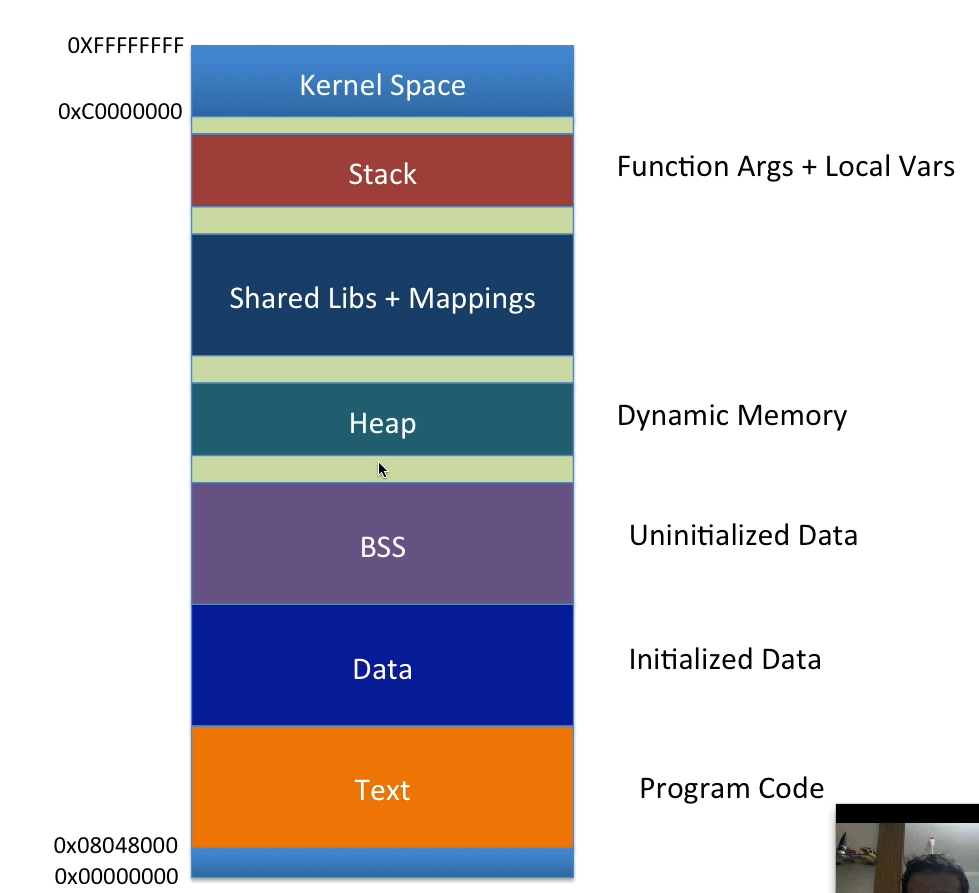 0XFFFFFFFF
Kernel Space
0xC0000000
Stack
Function Args + Local Vars
Shared Libs + Mappings
Heap
Dynamic Memory
BSS
Uninitialized Data
Data
Initialized Data
Text
Program Code
0x08048000
0x00000000